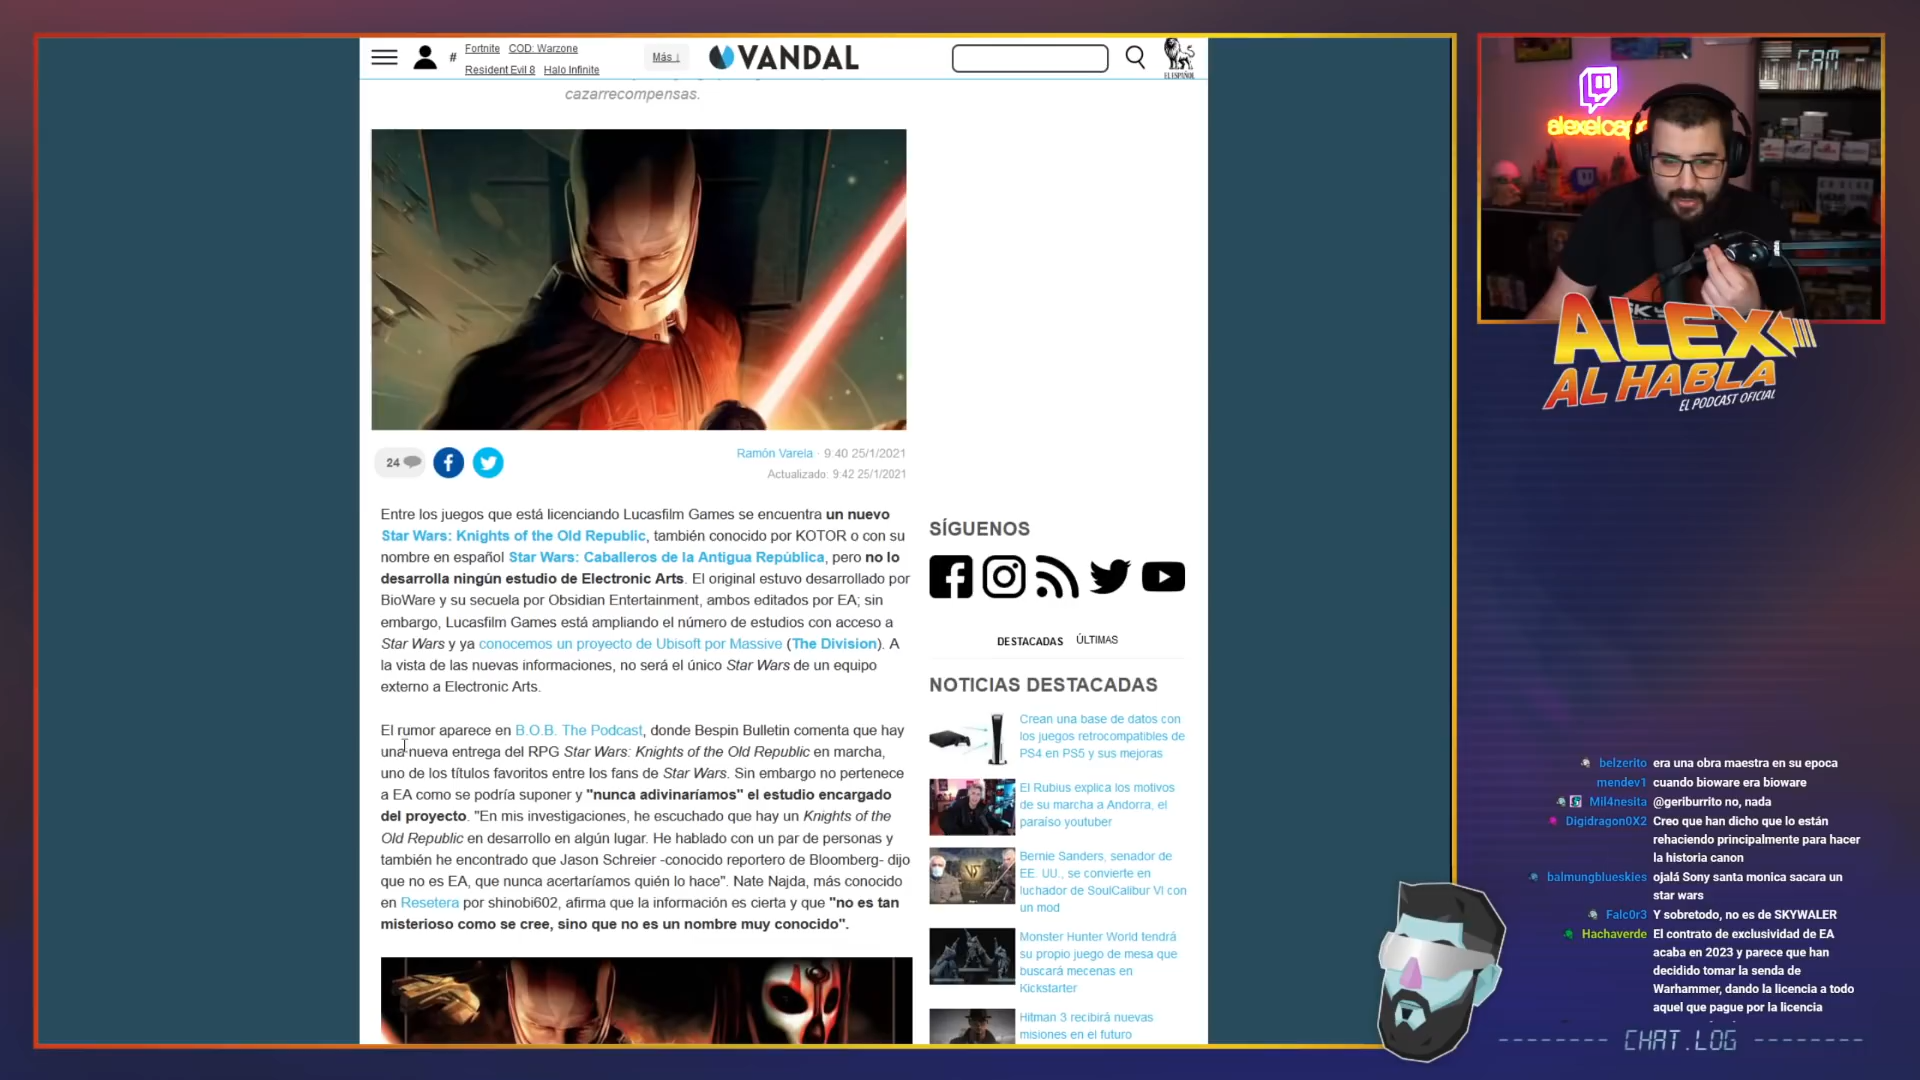 #
Fortnite COD: Warzone
Resident Evil 8 Halo Infinite
Más ↓
VANDAL
EL ESPAÑOL
cazarrecompensas.
24
Ramón Varela · 9:40 25/1/2021
Actualizado: 9:42 25/1/2021
Entre los juegos que está licenciando Lucasfilm Games se encuentra un nuevo
Star Wars: Knights of the Old Republic, también conocido por KOTOR o con su
nombre en español Star Wars: Caballeros de la Antigua República, pero no lo
desarrolla ningún estudio de Electronic Arts. El original estuvo desarrollado por
BioWare y su secuela por Obsidian Entertainment, ambos editados por EA; sin
embargo, Lucasfilm Games está ampliando el número de estudios con acceso a
Star Wars y ya conocemos un proyecto de Ubisoft por Massive (The Division). A
la vista de las nuevas informaciones, no será el único Star Wars de un equipo
externo a Electronic Arts.
El rumor aparece en B.O.B. The Podcast, donde Bespin Bulletin comenta que hay
una nueva entrega del RPG Star Wars: Knights of the Old Republic en marcha,
uno de los títulos favoritos entre los fans de Star Wars. Sin embargo no pertenece
a EA como se podría suponer y "nunca adivinaríamos" el estudio encargado
del proyecto. "En mis investigaciones, he escuchado que hay un Knights of the
Old Republic en desarrollo en algún lugar. He hablado con un par de personas y
también he encontrado que Jason Schreier -conocido reportero de Bloomberg- dijo
que no es EA, que nunca acertaríamos quién lo hace". Nate Najda, más conocido
en Resetera por shinobi602, afirma que la información es cierta y que "no es tan
misterioso como se cree, sino que no es un nombre muy conocido".
SÍGUENOS
DESTACADAS ÚLTIMAS
NOTICIAS DESTACADAS
Crean una base de datos con
los juegos retrocompatibles de
PS4 en PS5 y sus mejoras
El Rubius explica los motivos
de su marcha a Andorra, el
paraíso youtuber
Bernie Sanders, senador de
EE. UU., se convierte en
luchador de SoulCalibur VI con
un mod
Monster Hunter World tendrá
su propio juego de mesa que
buscará mecenas en
Kickstarter
Hitman 3 recibirá nuevas
misiones en el futuro
- CAM -
alexelcap
SKY
ALEX
AL HABLA
EL PODCAST OFICIAL
belzerito era una obra maestra en su epoca
mendev1 cuando bioware era bioware
Mil4nesita @geriburrito no, nada
Digidragon0X2 Creo que han dicho que lo están
rehaciendo principalmente para hacer
la historia canon
balmungblueskies ojalá Sony santa monica sacara un
star wars
Falc0r3 Y sobretodo, no es de SKYWALER
Hachaverde El contrato de exclusividad de EA
acaba en 2023 y parece que han
decidido tomar la senda de
Warhammer, dando la licencia a todo
aquel que pague por la licencia
-------- CHAT.LOG --------